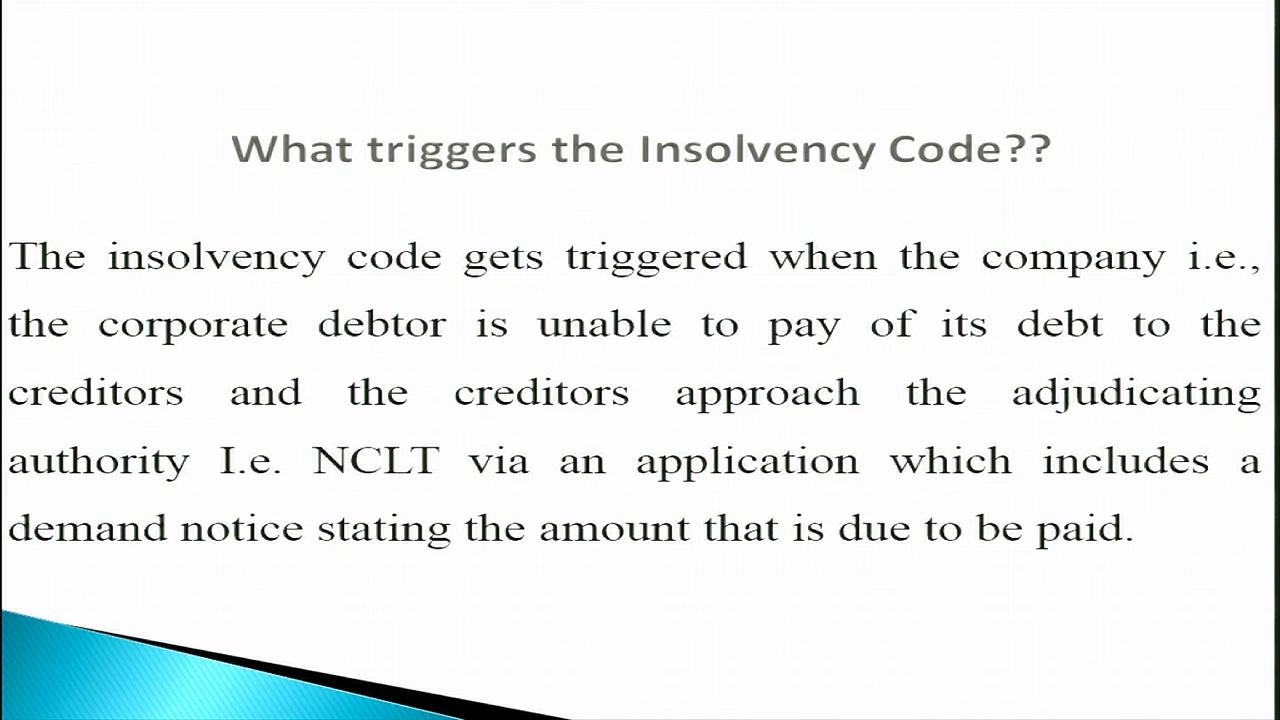 What triggers the Insolvency Code??
The insolvency code gets triggered when the company i.e.,
the corporate debtor is unable to pay of its debt to the
creditors and the creditors approach the adjudicating
authority I.e. NCLT via an application which includes a
demand notice stating the amount that is due to be paid.